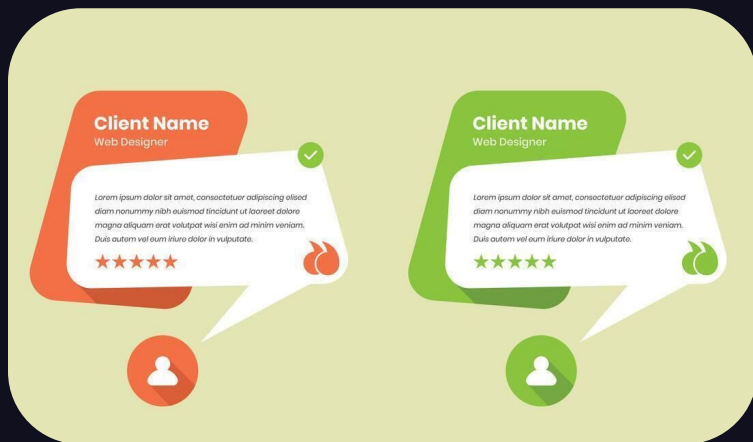 Client Name
Web Designer
Lorem ipsum dolor sit amet, consectetuer adipiscing elised
diam nonummy nibh euismod tincidunt ut laoreet dolore
magna aliquam erat volutpat wisi enim ad minim veniam.
Duis autem vel eum iriure dolor in vulputate.
Client Name
Web Designer
Lorem ipsum dolor sit amet, consectetuer adipiscing elised
diam nonummy nibh euismod tincidunt ut laoreet dolore
magna aliquam erat volutpat wisi enim ad minim veniam.
Duis autem vel eum iriure dolor in vulputate.